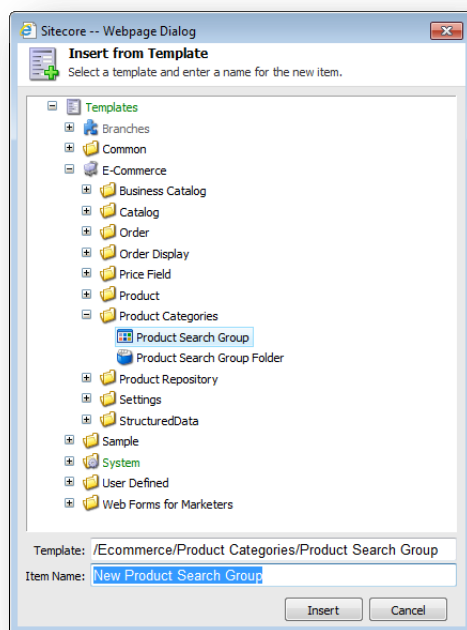 Sitecore -- Webpage Dialog
Insert from Template
Select a template and enter a name for the new item.
Templates
Branches
Common
E-Commerce
Business Catalog
Catalog
Order
Order Display
Price Field
Product
Product Categories
Product Search Group
Product Search Group Folder
Product Repository
Settings
StructuredData
Sample
System
User Defined
Web Forms for Marketers
Template: /Ecommerce/Product Categories/Product Search Group
Item Name: New Product Search Group
Insert Cancel